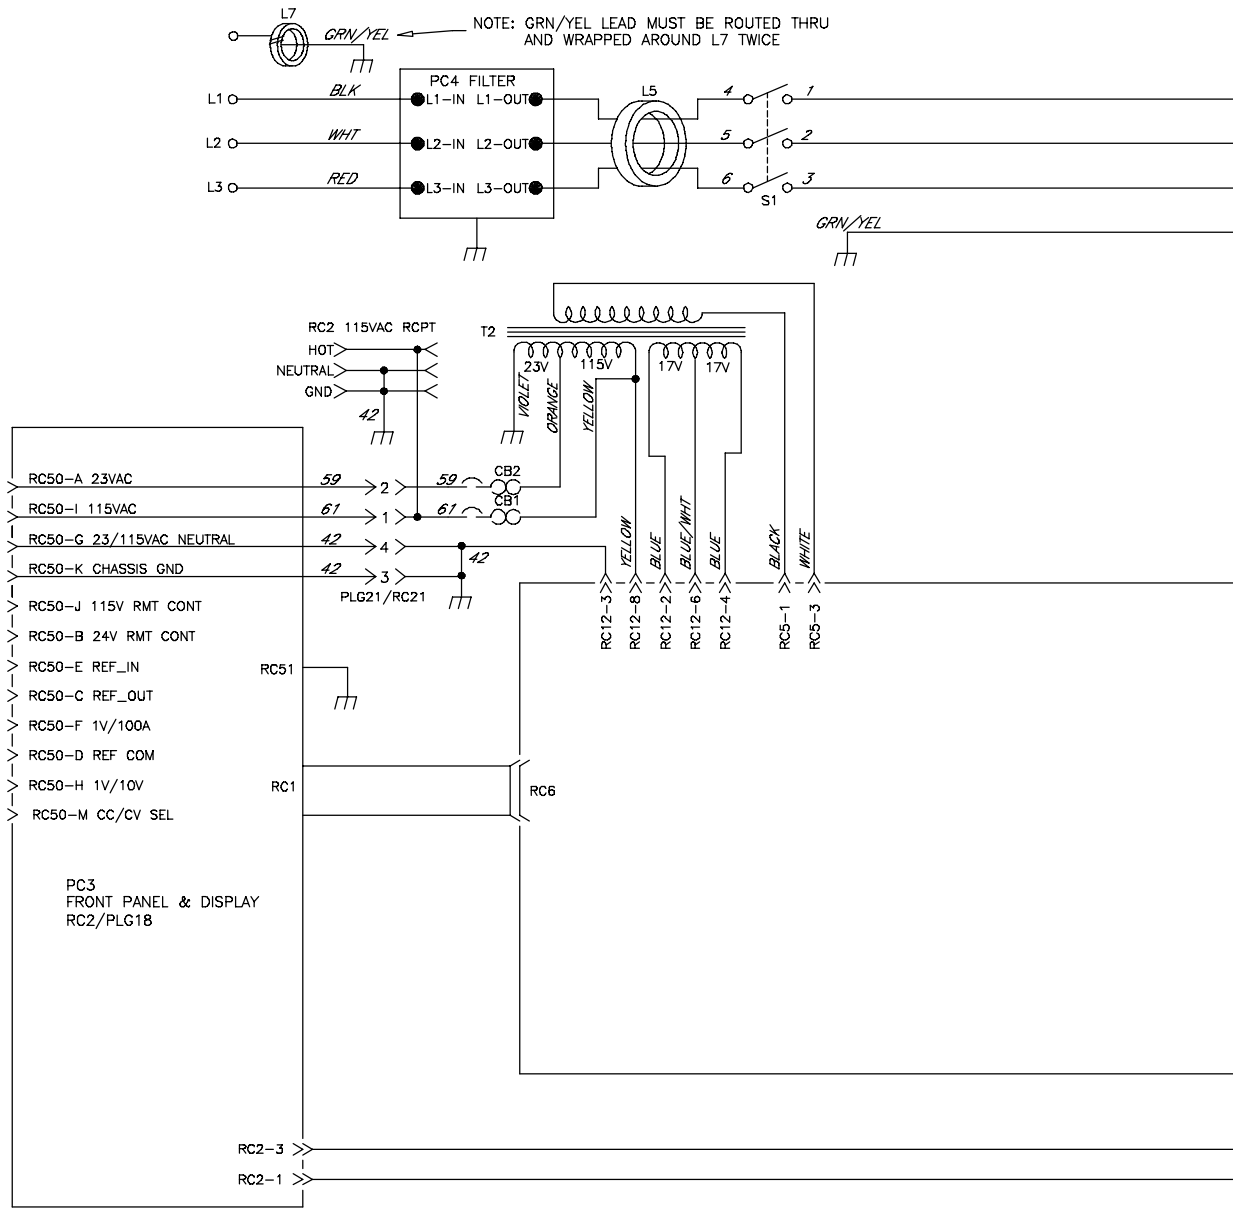 L7
GRN/YEL
NOTE: GRN/YEL LEAD MUST BE ROUTED THRU
AND WRAPPED AROUND L7 TWICE
PC4 FILTER
L1
BLK
L1-IN
L1-OUT
L5
4
1
L2
WHT
L2-IN
L2-OUT
5
2
L3
RED
L3-IN
L3-OUT
6
3
S1
GRN/YEL
RC2 115VAC RCPT
HOT
NEUTRAL
GND
42
T2
23V
115V
17V
17V
VIOLET
ORANGE
YELLOW
RC50-A 23VAC
59
2
59
CB2
RC50-I 115VAC
61
1
61
CB1
RC50-G 23/115VAC NEUTRAL
42
4
42
RC50-K CHASSIS GND
42
3
PLG21/RC21
YELLOW
BLUE
BLUE/WHT
BLUE
BLACK
WHITE
RC12-3
RC12-8
RC12-2
RC12-6
RC12-4
RC5-1
RC5-3
RC50-J 115V RMT CONT
RC50-B 24V RMT CONT
RC50-E REF_IN
RC51
RC50-C REF_OUT
RC50-F 1V/100A
RC50-D REF COM
RC50-H 1V/10V
RC1
RC6
RC50-M CC/CV SEL
PC3
FRONT PANEL & DISPLAY
RC2/PLG18
RC2-3
RC2-1